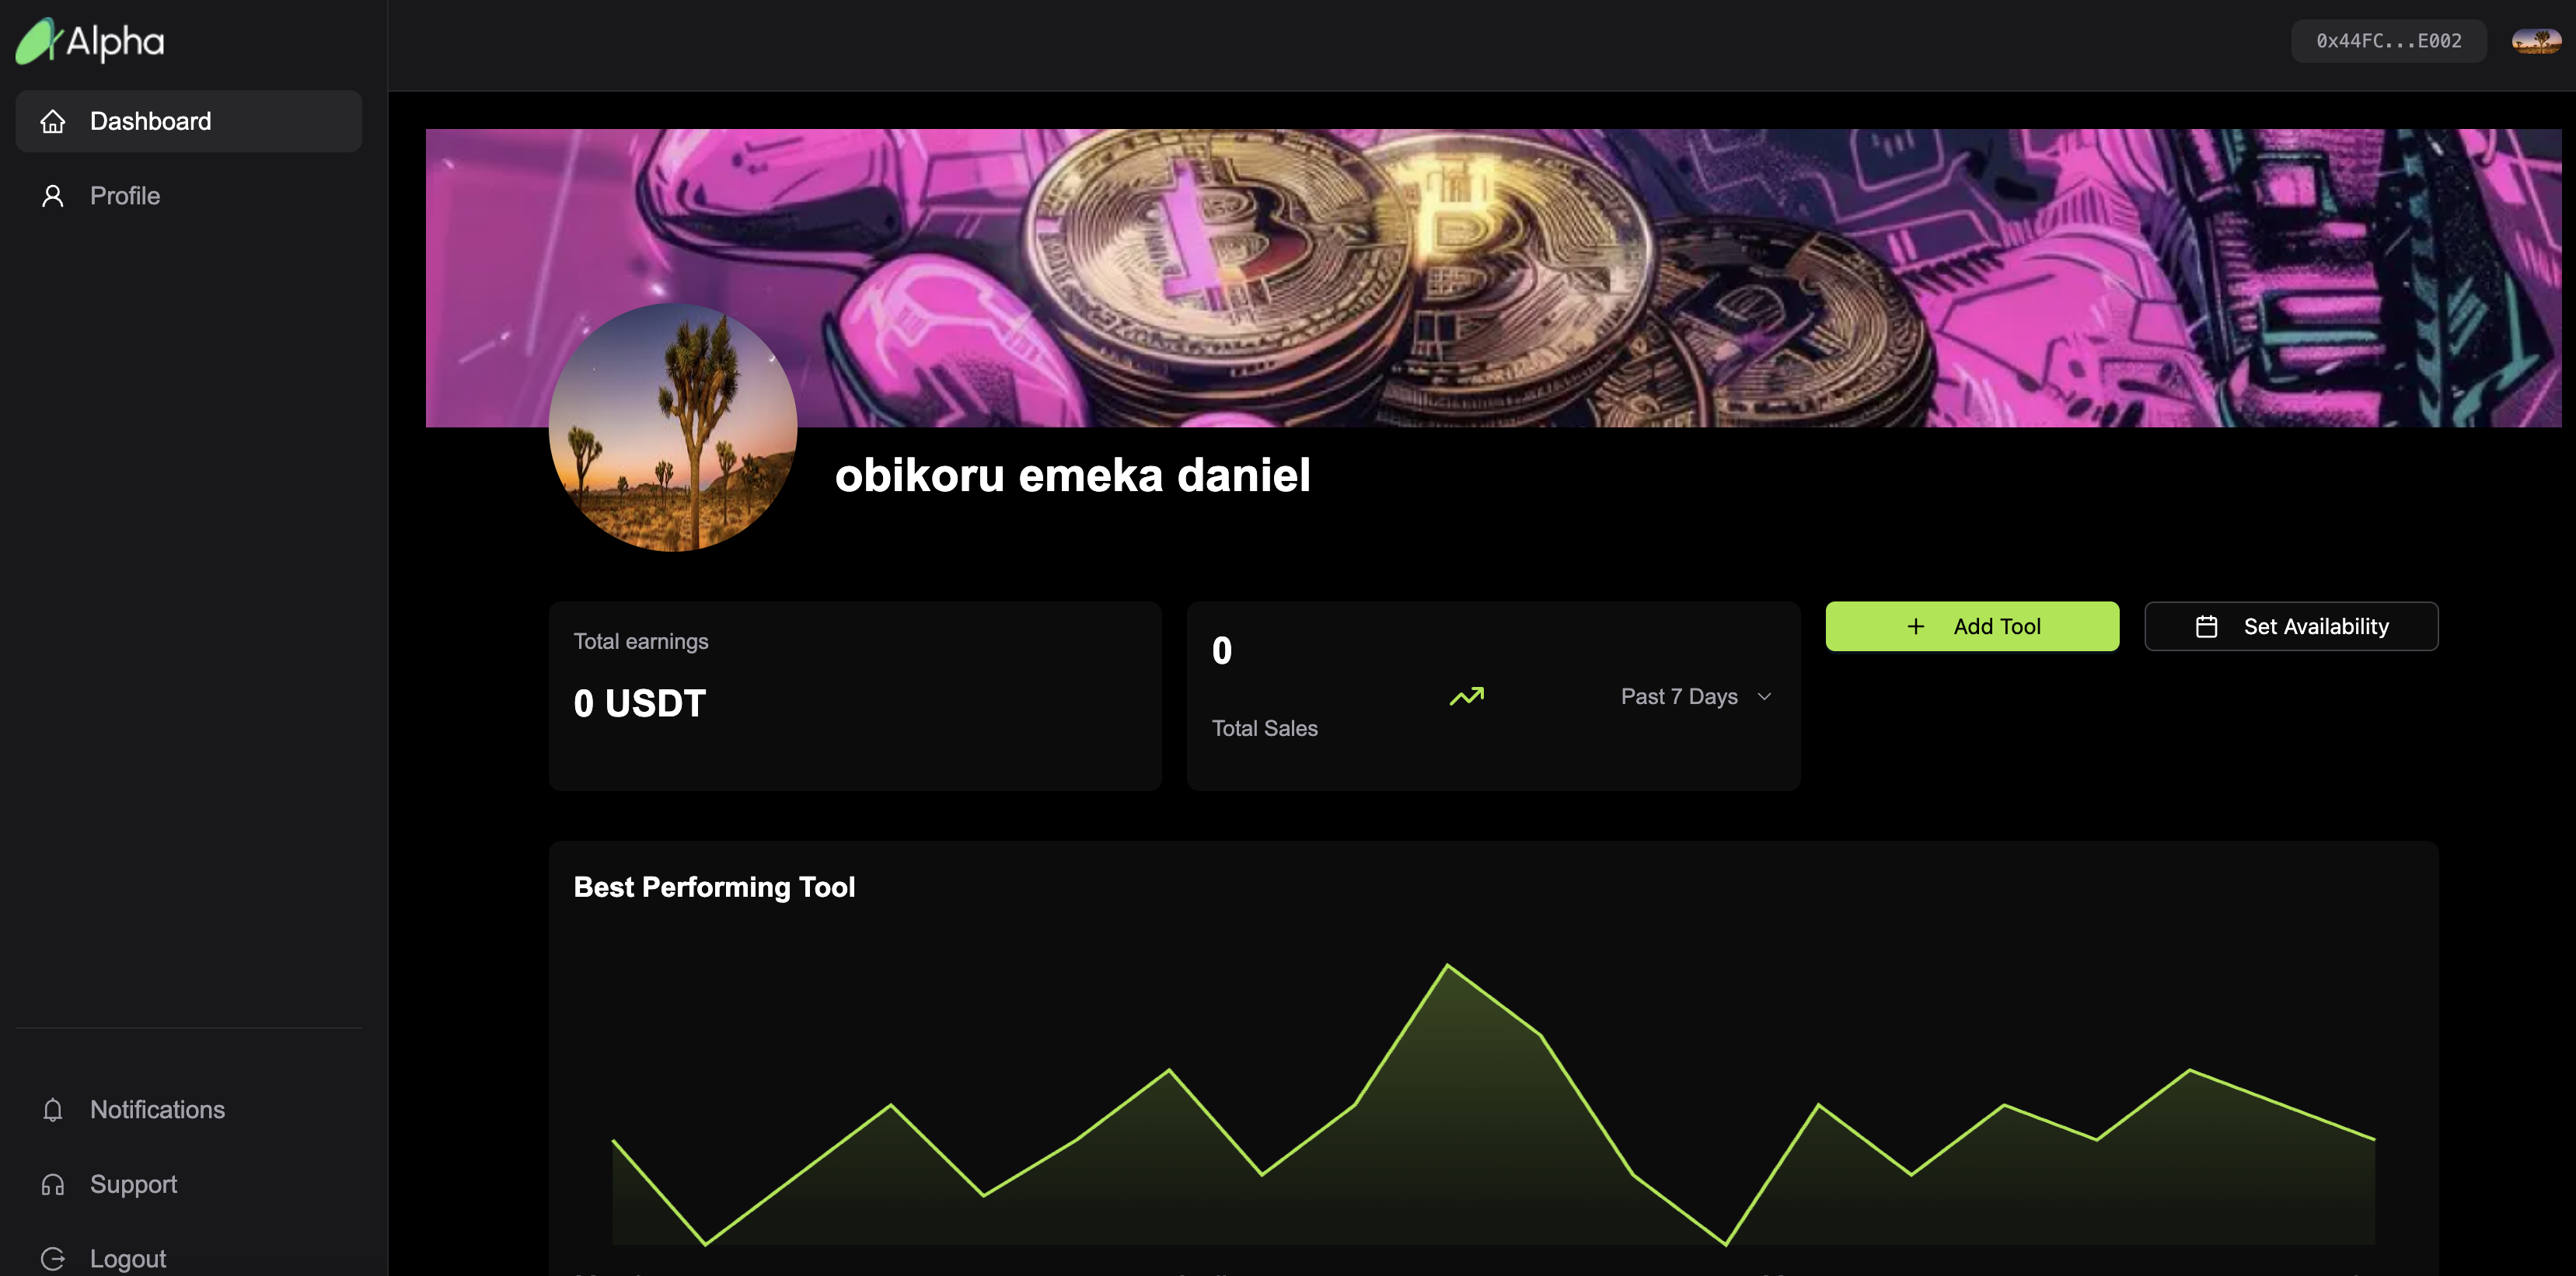 Alpha
0x44FC...E002
Dashboard
Profile
obikoru emeka daniel
Total earnings
0 USDT
0
Total Sales
Past 7 Days
+ Add Tool
Set Availability
Best Performing Tool
Notifications
Support
Logout